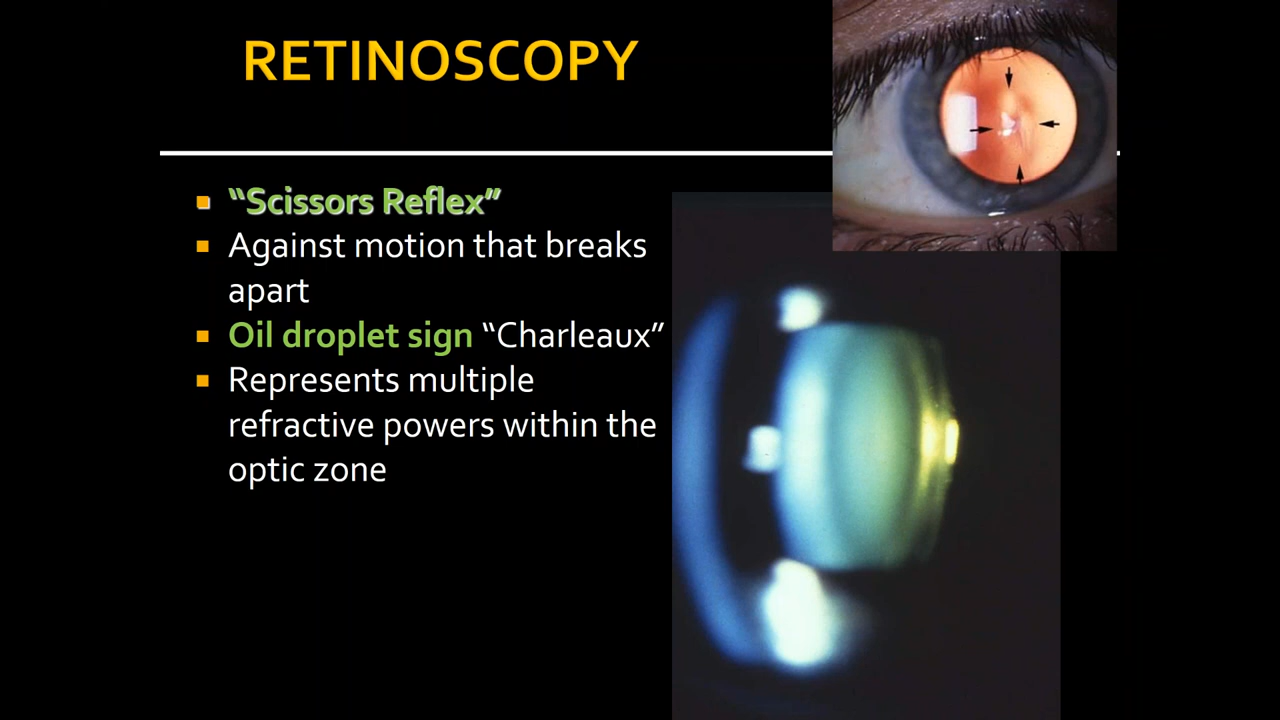 RETINOSCOPY
“Scissors Reflex”
Against motion that breaks
apart
Oil droplet sign “Charleaux”
Represents multiple
refractive powers within the
optic zone